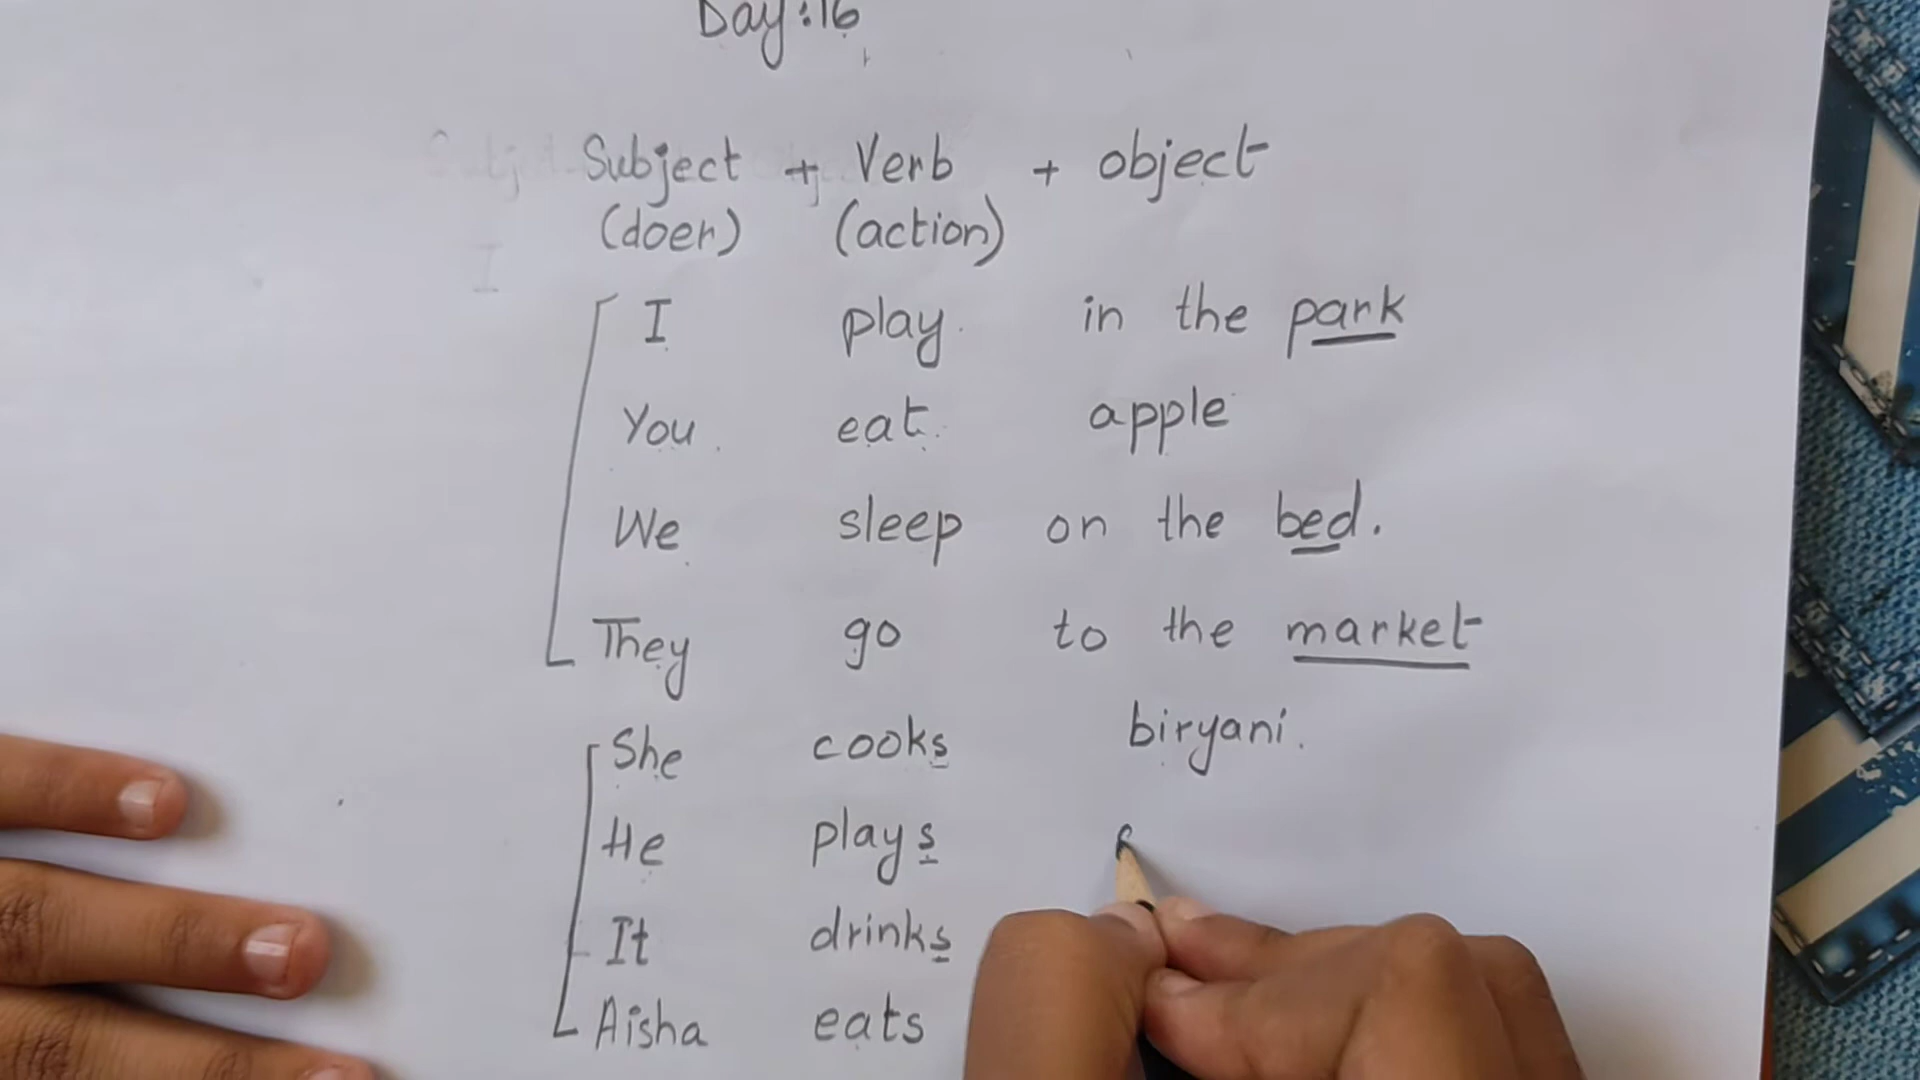 Day:16
Subject + Verb + object
(doer) (action)
I play in the park
You eat apple
We sleep on the bed.
They go to the market
She cooks biryani.
He plays
It drinks
Aisha eats